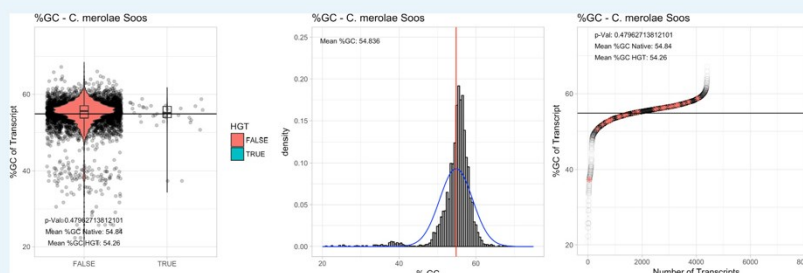 %GC - C. merolae Soos
%GC of Transcript
60
40
20
p-Val:0.47962713812101
Mean %GC Native: 54.84
Mean %GC HGT: 54.26
FALSE
TRUE
HGT
FALSE
TRUE
%GC - C. merolae Soos
Mean %GC: 54.836
density
0.25
0.20
0.15
0.10
0.05
0.00
20
40
60
% GC
%GC - C. merolae Soos
p-Val: 0.47962713812101
Mean %GC Native: 54.84
Mean %GC HGT: 54.26
%GC of Transcript
60
40
20
0
2000
4000
6000
Number of Transcripts